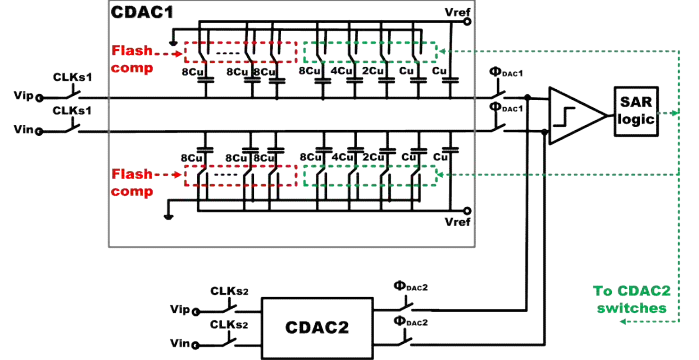 CDAC1
Vref
Flash
comp
8Cu 8Cu 8Cu 8Cu 4Cu 2Cu Cu Cu
CLKs1
Vip
ΦDAC1
CLKs1
Vin
ΦDAC1
SAR
logic
8Cu 8Cu 8Cu 8Cu 4Cu 2Cu Cu Cu
Flash
comp
Vref
CLKs2
Vip
ΦDAC2
CLKs2
Vin
ΦDAC2
CDAC2
To CDAC2
switches